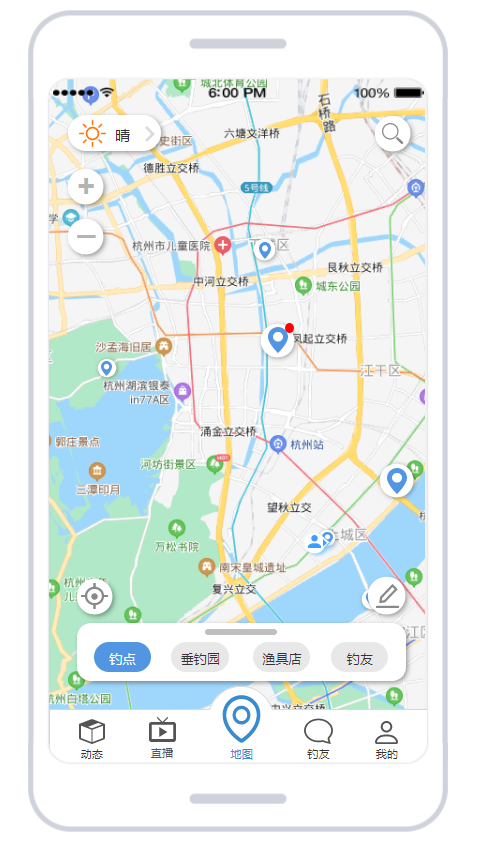 城北体育公园
6:00 PM
100%
石桥路
晴
史街区
六塘文洋桥
德胜立交桥
5号线
学
杭州市儿童医院
区
艮秋立交桥
中河立交桥
城东公园
沙孟海旧居
凤起立交桥
江干区
杭州湖滨银泰
in77A区
涌金立交桥
郭庄景点
杭州站
河坊街景区
三潭印月
望秋立交
上城区
万松书院
南宋皇城遗址
复兴立交
杭州
儿
江
钓点
垂钓园
渔具店
钓友
杭州白塔公园
中兴立交桥
动态
直播
地图
钓友
我的